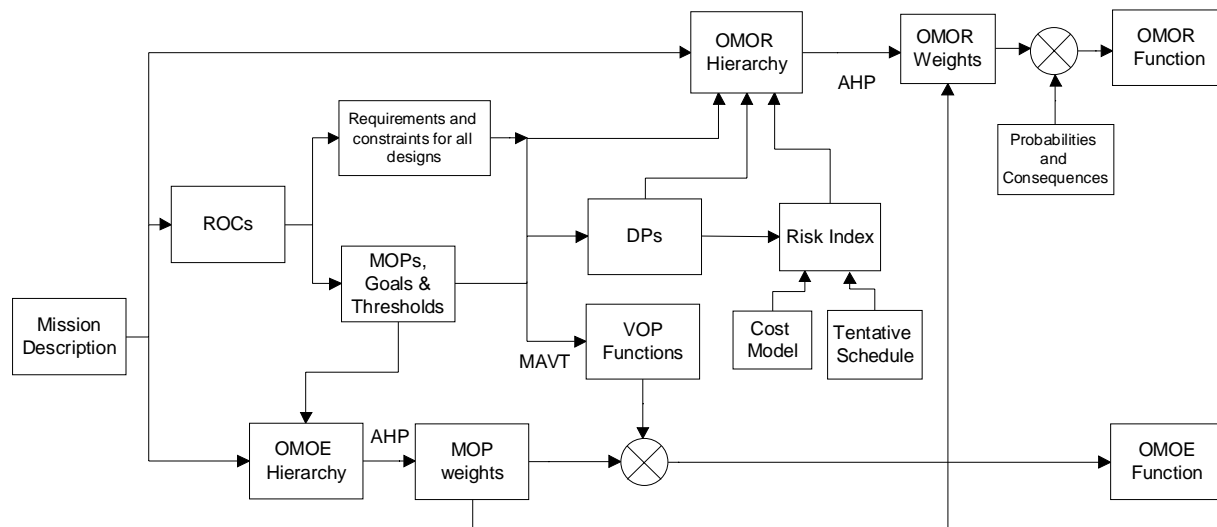 OMOR
Hierarchy
AHP
OMOR
Weights
OMOR
Function
Requirements and
constraints for all
designs
Probabilities
and
Consequences
ROCs
DPs
Risk Index
MOPs,
Goals &
Thresholds
Mission
Description
MAVT
VOP
Functions
Cost
Model
Tentative
Schedule
OMOE
Hierarchy
AHP
MOP
weights
OMOE
Function